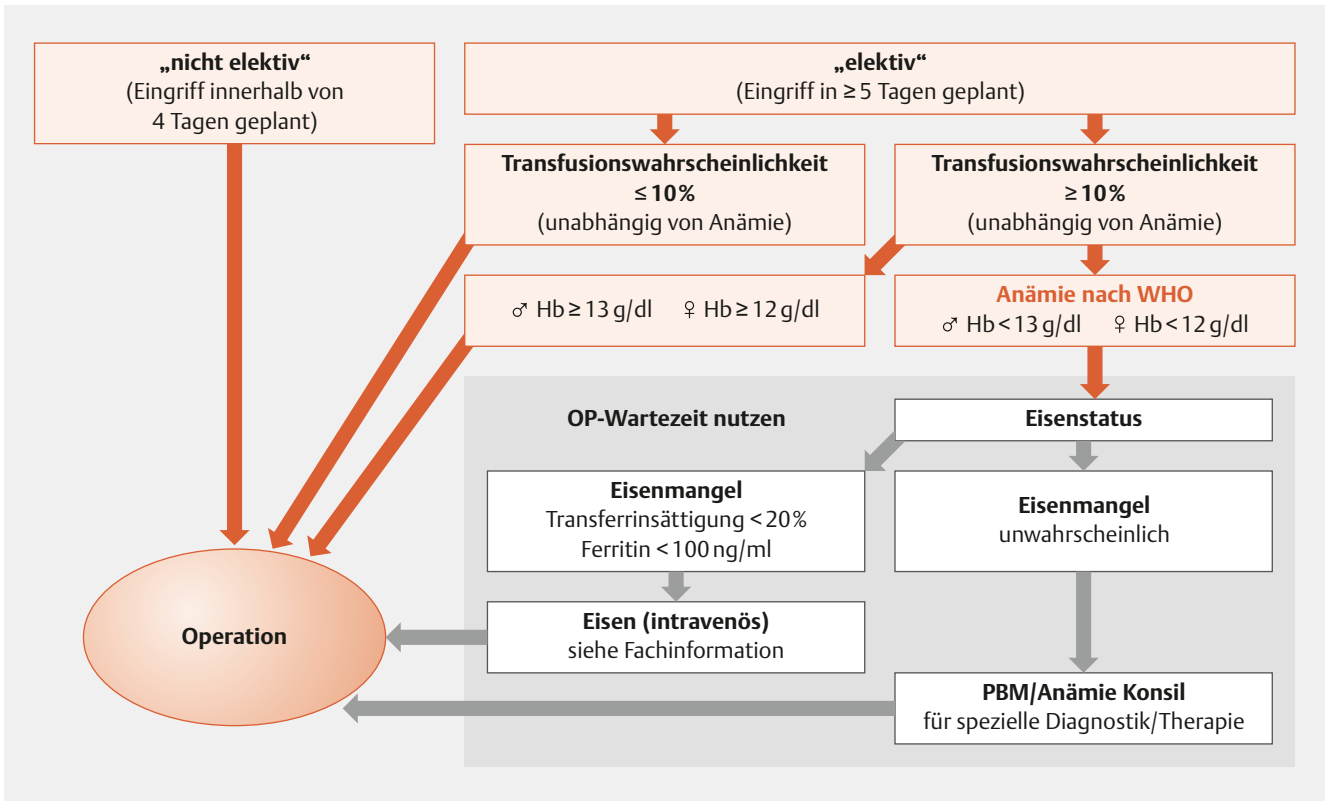 „nicht elektiv“
(Eingriff innerhalb von
4 Tagen geplant)
„elektiv“
(Eingriff in ≥ 5 Tagen geplant)
Transfusionswahrscheinlichkeit
≤ 10 %
(unabhängig von Anämie)
Transfusionswahrscheinlichkeit
≥ 10 %
(unabhängig von Anämie)
♂ Hb ≥ 13 g/dl ♀ Hb ≥ 12 g/dl
Anämie nach WHO
♂ Hb < 13 g/dl ♀ Hb < 12 g/dl
OP-Wartezeit nutzen
Eisenstatus
Eisenmangel
Transferrinsättigung < 20 %
Ferritin < 100 ng/ml
Eisenmangel
unwahrscheinlich
Eisen (intravenös)
siehe Fachinformation
Operation
PBM/Anämie Konsil
für spezielle Diagnostik/Therapie